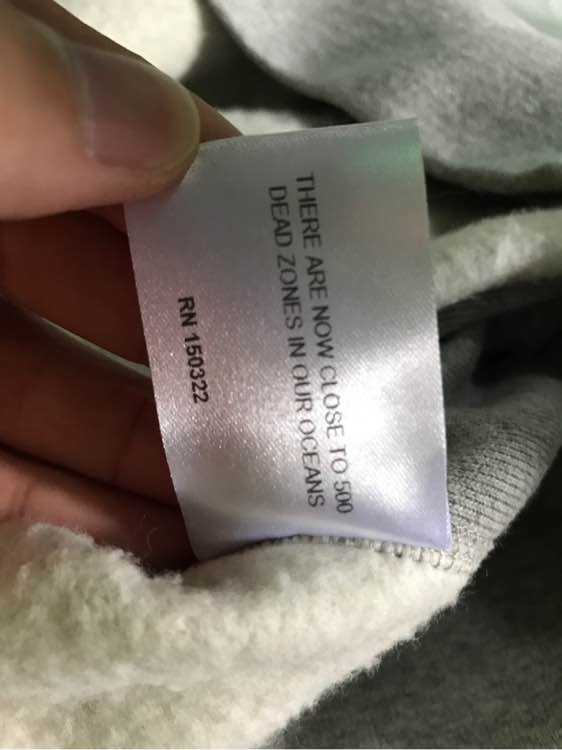 THERE ARE NOW CLOSE TO 500
DEAD ZONES IN OUR OCEANS
RN 150322